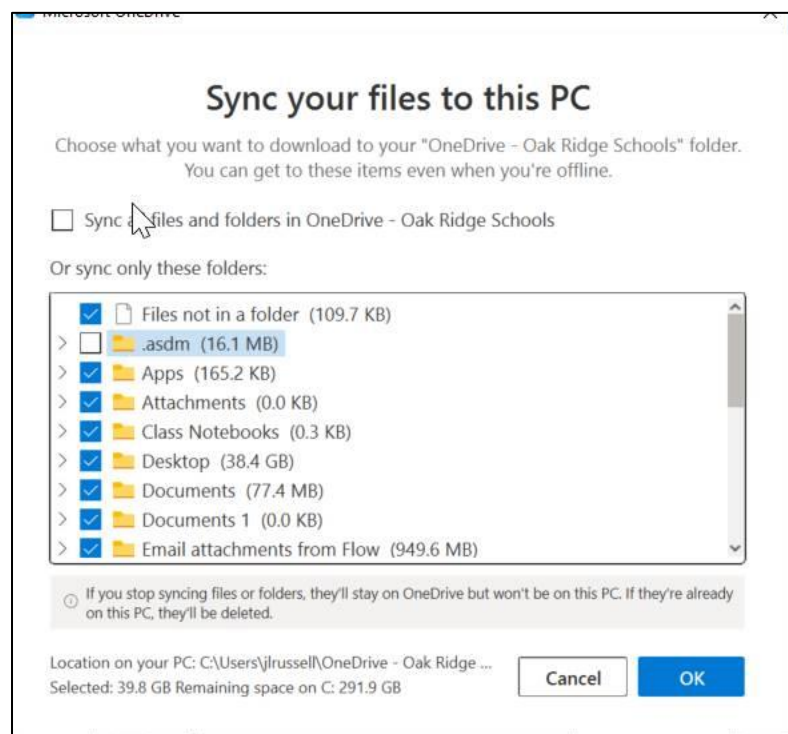 Microsoft OneDrive
Sync your files to this PC
Choose what you want to download to your "OneDrive - Oak Ridge Schools" folder.
You can get to these items even when you're offline.
Sync all files and folders in OneDrive - Oak Ridge Schools
Or sync only these folders:
Files not in a folder (109.7 KB)
.asdm (16.1 MB)
Apps (165.2 KB)
Attachments (0.0 KB)
Class Notebooks (0.3 KB)
Desktop (38.4 GB)
Documents (77.4 MB)
Documents 1 (0.0 KB)
Email attachments from Flow (949.6 MB)
If you stop syncing files or folders, they'll stay on OneDrive but won't be on this PC. If they're already
on this PC, they'll be deleted.
Location on your PC: C:\Users\jlrussell\OneDrive - Oak Ridge ...
Selected: 39.8 GB Remaining space on C: 291.9 GB
Cancel
OK